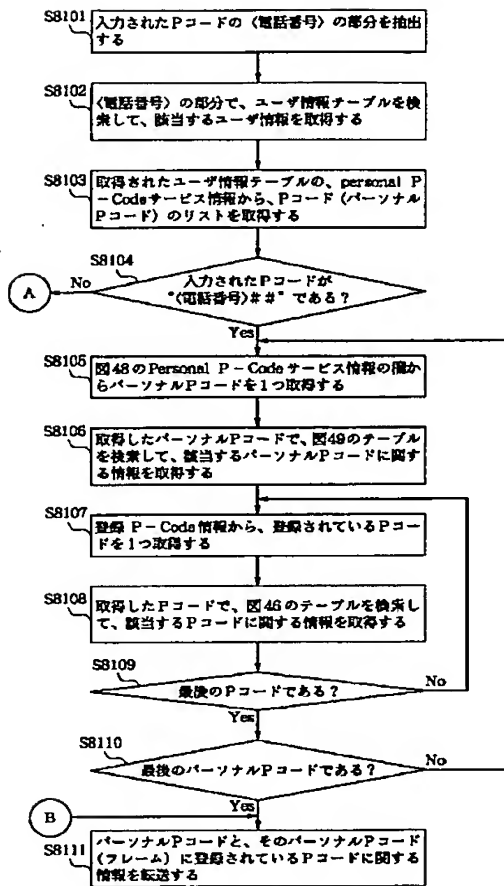 S8101
入力されたPコードの〈電話番号〉の部分を抽出
する
S8102
〈電話番号〉の部分で、ユーザ情報テーブルを検
索して、該当するユーザ情報を取得する
S8103
取得されたユーザ情報テーブルの、personal P
－Codeサービス情報から、Pコード（パーソナル
Pコード）のリストを取得する
S8104
入力されたPコードが
"〈電話番号〉＃＃"である？
No
A
Yes
S8105
図48のPersonal P－Codeサービス情報の欄か
らパーソナルPコードを1つ取得する
S8106
取得したパーソナルPコードで、図49のテーブル
を検索して、該当するパーソナルPコードに関す
る情報を取得する
S8107
登録 P－Code情報から、登録されているPコー
ドを1つ取得する
S8108
取得したPコードで、図46のテーブルを検索し
て、該当するPコードに関する情報を取得する
S8109
最後のPコードである？
No
Yes
S8110
最後のパーソナルPコードである？
No
Yes
B
S8111
パーソナルPコードと、そのパーソナルPコード
（フレーム）に登録されているPコードに関する
情報を転送する